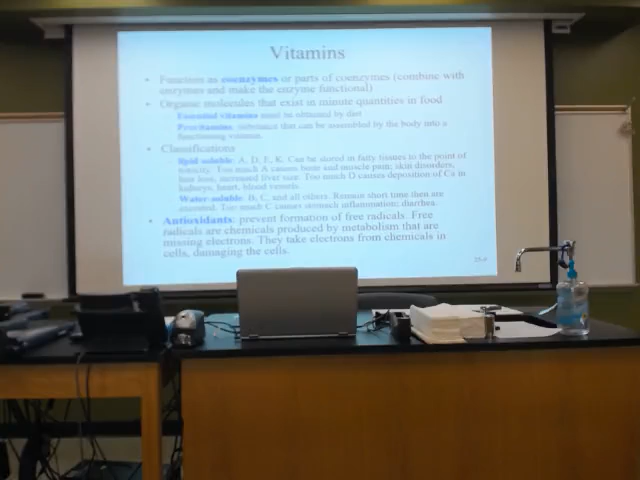 Vitamins
• Function as coenzymes or parts of coenzymes (combine with
enzymes and make the enzyme functional)
• Organic molecules that exist in minute quantities in food
Essential vitamins: must be obtained by diet
Provitamins: substance that can be assembled by the body into a
functioning vitamin.
• Classifications
lipid soluble: A, D, E, K. Can be stored in fatty tissues to the point of
toxicity. Too much A causes bone and muscle pain; skin disorders,
hair loss, increased liver size. Too much D causes deposition of Ca in
kidneys, heart, blood vessels.
Water soluble: B, C, and all others. Remain short time then are
excreted. Too much C causes stomach inflammation; diarrhea.
• Antioxidants: prevent formation of free radicals. Free
radicals are chemicals produced by metabolism that are
missing electrons. They take electrons from chemicals in
cells, damaging the cells.